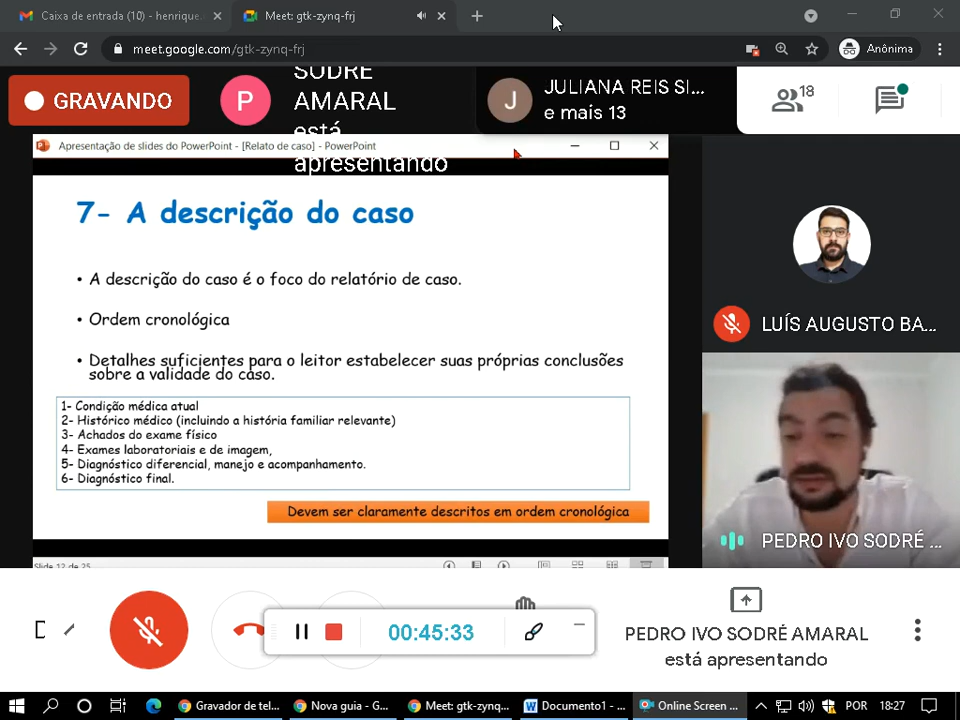 Caixa de entrada (10) - henrique.
Meet: gtk-zynq-frj
meet.google.com/gtk-zynq-frj
Anônima
GRAVANDO
P
SODRÉ
AMARAL
está
apresentando
J
JULIANA REIS SI...
e mais 13
18
Apresentação de slides do PowerPoint - [Relato de caso] - PowerPoint
7- A descrição do caso
• A descrição do caso é o foco do relatório de caso.
• Ordem cronológica
• Detalhes suficientes para o leitor estabelecer suas próprias conclusões
sobre a validade do caso.
1- Condição médica atual
2- Histórico médico (incluindo a história familiar relevante)
3- Achados do exame físico
4- Exames laboratoriais e de imagem,
5- Diagnóstico diferencial, manejo e acompanhamento.
6- Diagnóstico final.
Devem ser claramente descritos em ordem cronológica
Slide 12 de 25
LUÍS AUGUSTO BA...
PEDRO IVO SODRÉ ...
00:45:33
PEDRO IVO SODRÉ AMARAL
está apresentando
Gravador de tel...
Nova guia - G...
Meet: gtk-zynq...
Documento1 - ...
Online Screen ...
POR
18:27